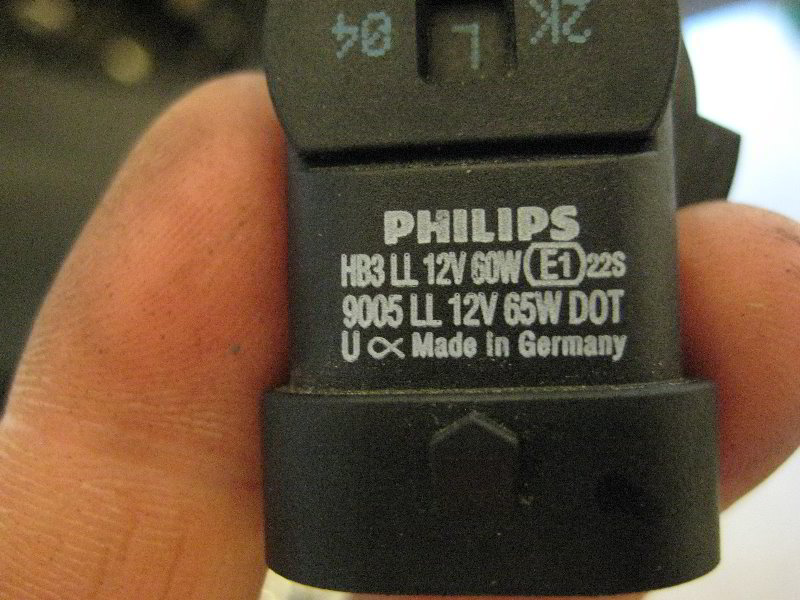 04 L 2K
PHILIPS
HB3 LL 12V 60W E1 22S
9005 LL 12V 65W DOT
U ∝ Made in Germany